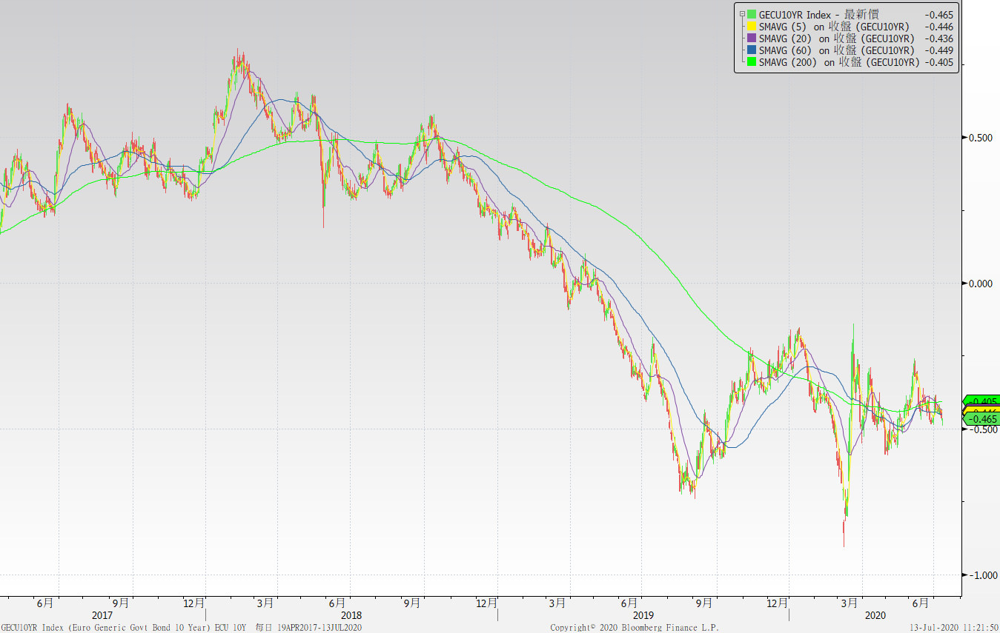 GECU10YR Index - 最新價 -0.465
SMAVG (5) on 收盤 (GECU10YR) -0.446
SMAVG (20) on 收盤 (GECU10YR) -0.436
SMAVG (60) on 收盤 (GECU10YR) -0.449
SMAVG (200) on 收盤 (GECU10YR) -0.405
0.500
0.000
-0.405
-0.465
-0.500
-1.000
6月 9月 12月 3月 6月 9月 12月 3月 6月 9月 12月 3月 6月
2017 2018 2019 2020
GECU10YR Index (Euro Generic Govt Bond 10 Year) ECU 10Y 每日 19APR2017-13JUL2020 Copyright© 2020 Bloomberg Finance L.P. 13-Jul-2020 11:21:50